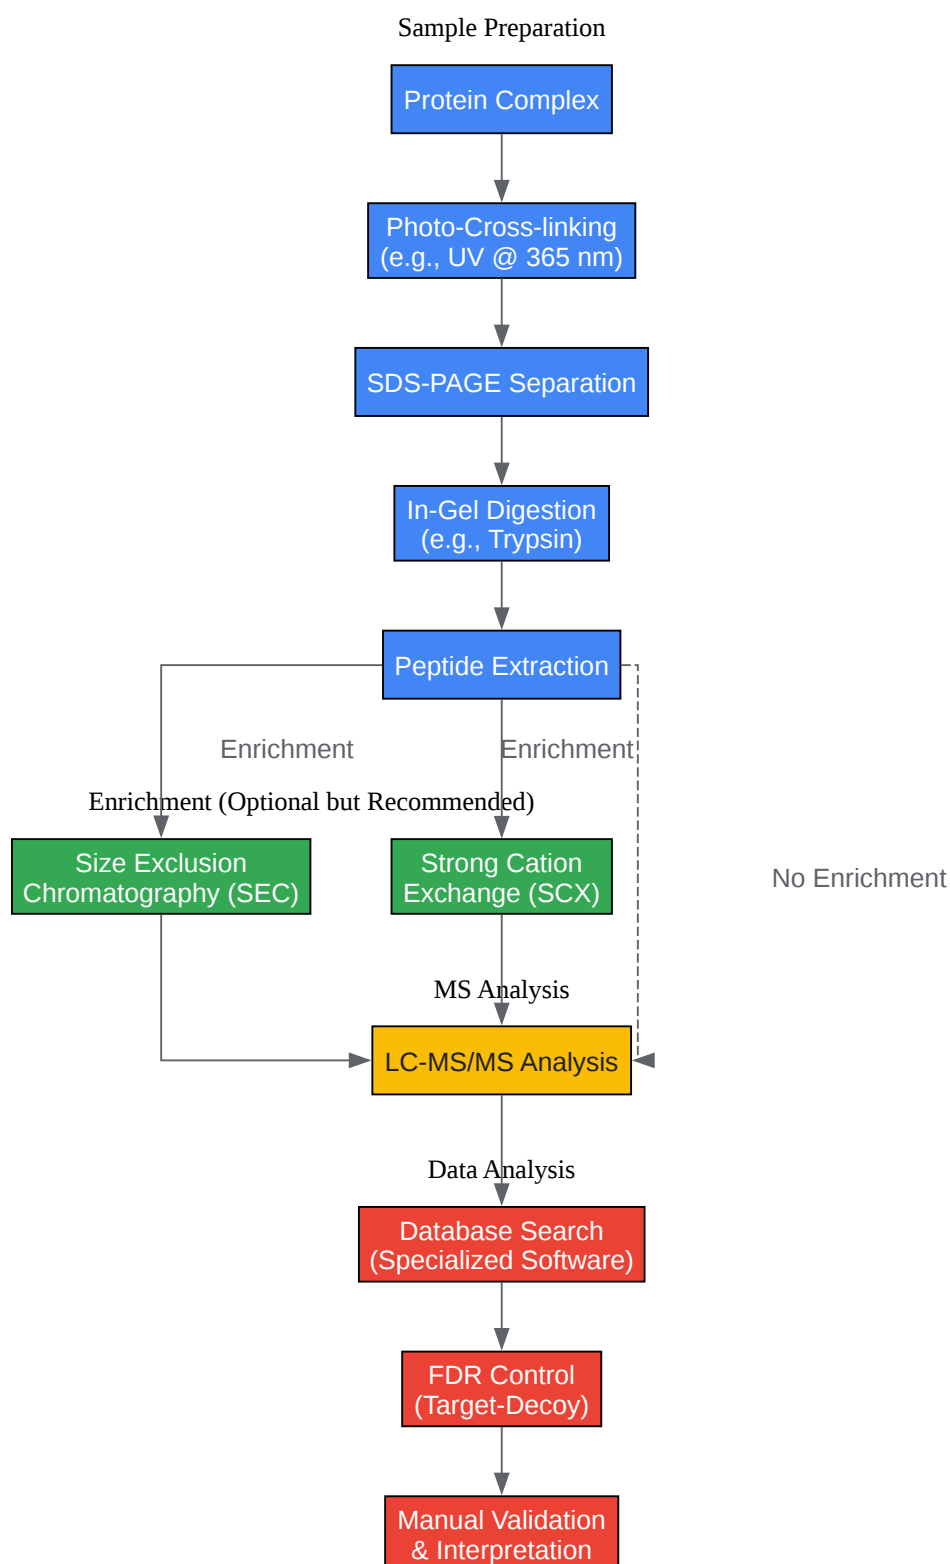 Sample Preparation
Protein Complex
Photo-Cross-linking
(e.g., UV @ 365 nm)
SDS-PAGE Separation
In-Gel Digestion
(e.g., Trypsin)
Peptide Extraction
Enrichment
Enrichment
Enrichment (Optional but Recommended)
Size Exclusion
Chromatography (SEC)
Strong Cation
Exchange (SCX)
No Enrichment
MS Analysis
LC-MS/MS Analysis
Data Analysis
Database Search
(Specialized Software)
FDR Control
(Target-Decoy)
Manual Validation
& Interpretation